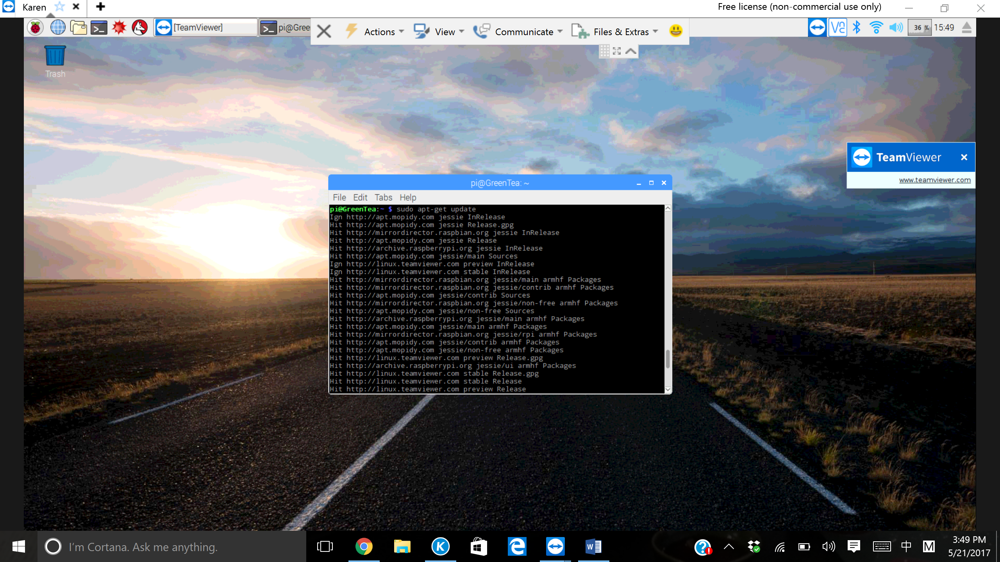 Karen
Free license (non-commercial use only)
[TeamViewer]
pi@Gree
Actions
View
Communicate
Files & Extras
36 %
15:49
Trash
TeamViewer
www.teamviewer.com
pi@GreenTea: ~
File Edit Tabs Help
pi@GreenTea:~ $ sudo apt-get update
Ign http://apt.mopidy.com jessie InRelease
Hit http://apt.mopidy.com jessie Release.gpg
Hit http://mirrordirector.raspbian.org jessie InRelease
Hit http://apt.mopidy.com jessie Release
Hit http://archive.raspberrypi.org jessie InRelease
Hit http://apt.mopidy.com jessie/main Sources
Ign http://linux.teamviewer.com preview InRelease
Ign http://linux.teamviewer.com stable InRelease
Hit http://mirrordirector.raspbian.org jessie/main armhf Packages
Hit http://mirrordirector.raspbian.org jessie/contrib armhf Packages
Hit http://apt.mopidy.com jessie/contrib Sources
Hit http://mirrordirector.raspbian.org jessie/non-free armhf Packages
Hit http://apt.mopidy.com jessie/non-free Sources
Hit http://archive.raspberrypi.org jessie/main armhf Packages
Hit http://apt.mopidy.com jessie/main armhf Packages
Hit http://mirrordirector.raspbian.org jessie/rpi armhf Packages
Hit http://apt.mopidy.com jessie/contrib armhf Packages
Hit http://apt.mopidy.com jessie/non-free armhf Packages
Hit http://linux.teamviewer.com preview Release.gpg
Hit http://archive.raspberrypi.org jessie/ui armhf Packages
Hit http://linux.teamviewer.com stable Release.gpg
Hit http://linux.teamviewer.com stable Release
Hit http://linux.teamviewer.com preview Release
I'm Cortana. Ask me anything.
中
M
3:49 PM
5/21/2017